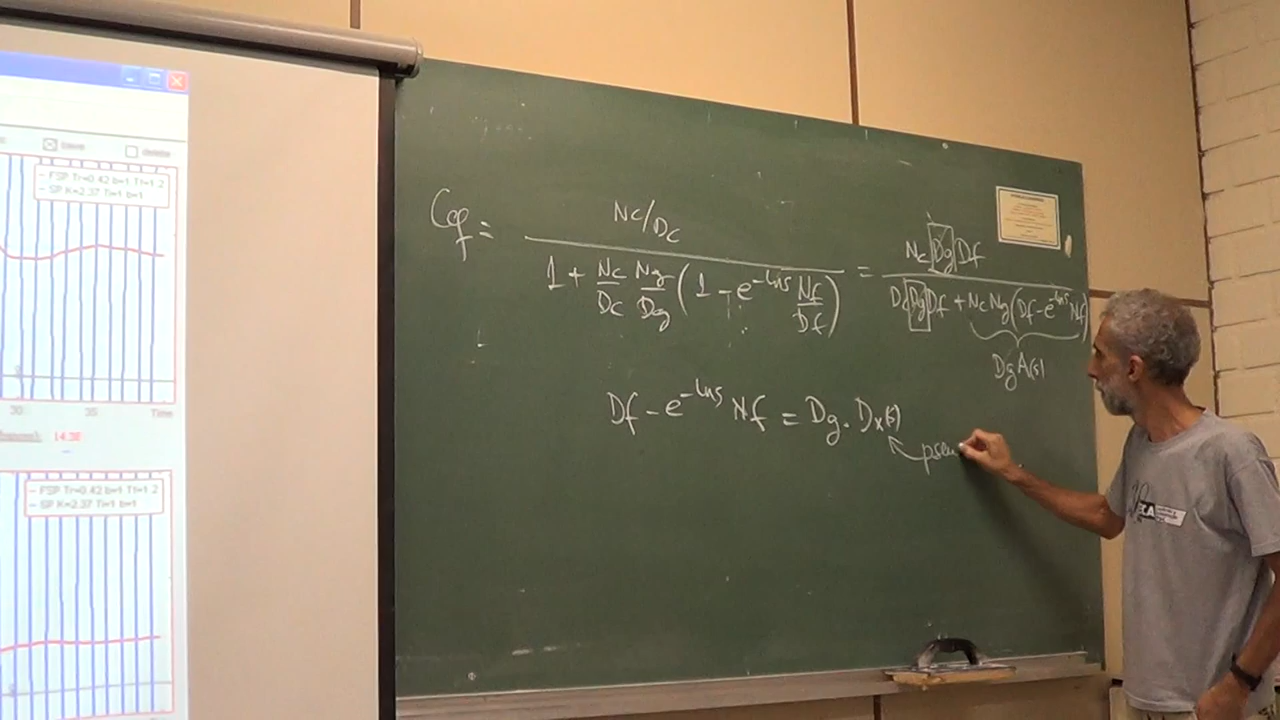 FSP Tr=0.42 b=1 T1=1.2
SP K=2.37 Ti=1 b=1
30 35 Time
14:38
FSP Tr=0.42 b=1 T1=1.2
SP K=2.37 Ti=1 b=1
Ceq = Nc/Dc / 1 + Nc/Dc Ng/Dg (1 - e^-Lns Nf/Df) = Nc Dg Df / Dc Dg Df + Nc Ng (Df - e^-Lns Nf)
Dg A(s)
Df - e^-Lns Nf = Dg . Dx(s)
pseu
ECA